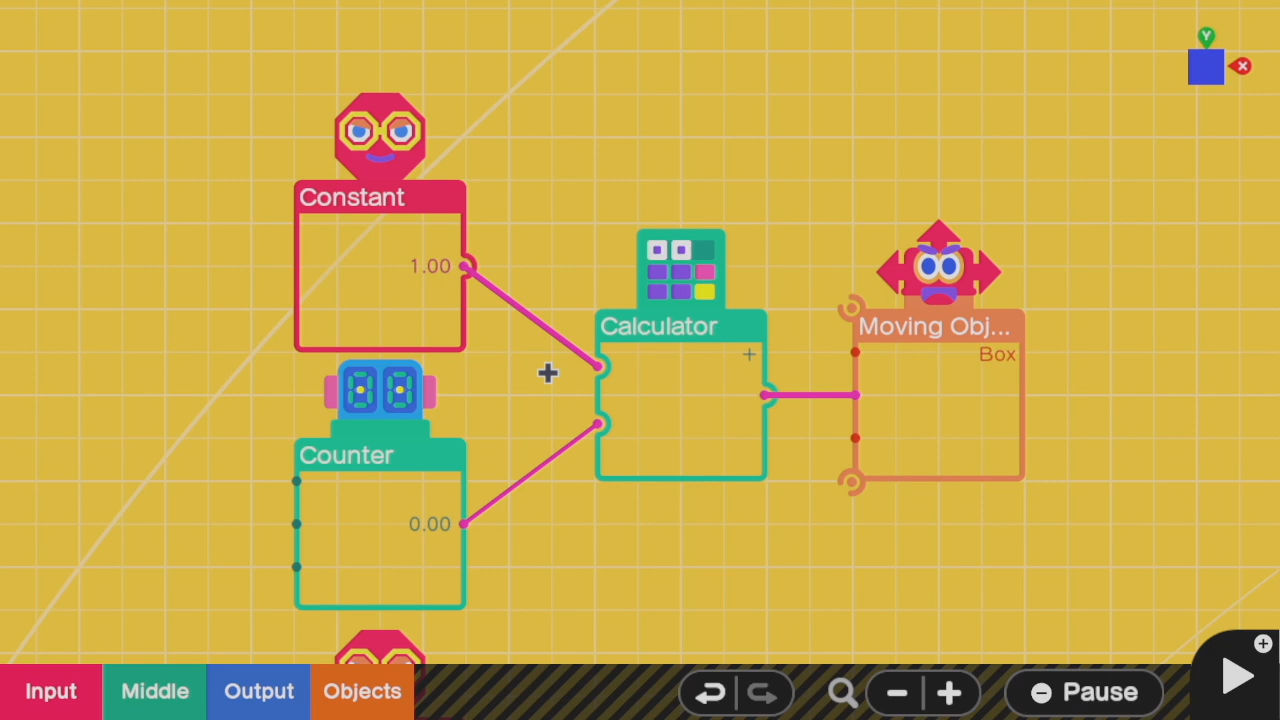 Y
Constant
1.00
Calculator
+
Moving Obj...
Box
Counter
0.00
Input
Middle
Output
Objects
Pause